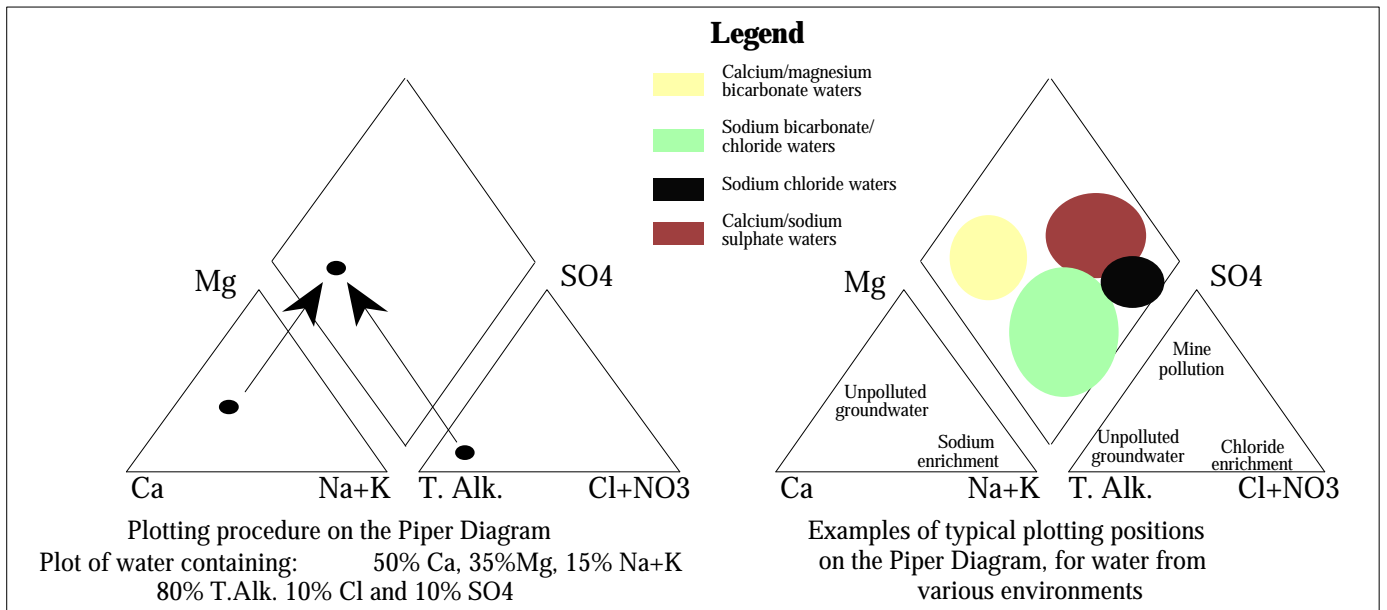 Legend
Calcium/magnesium
bicarbonate waters
Sodium bicarbonate/
chloride waters
Sodium chloride waters
Calcium/sodium
sulphate waters
Mg
SO4
Ca
Na+K
T. Alk.
Cl+NO3
Plotting procedure on the Piper Diagram
Plot of water containing: 50% Ca, 35%Mg, 15% Na+K
80% T.Alk. 10% Cl and 10% SO4
Mg
SO4
Mine
pollution
Unpolluted
groundwater
Sodium
enrichment
Unpolluted
groundwater
Chloride
enrichment
Ca
Na+K
T. Alk.
Cl+NO3
Examples of typical plotting positions
on the Piper Diagram, for water from
various environments